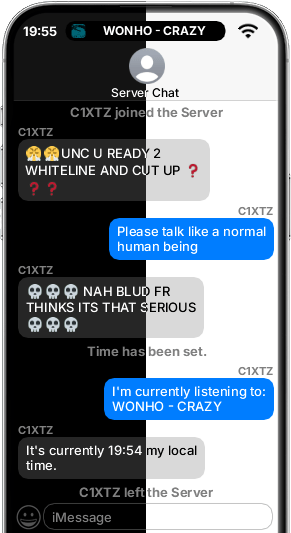 19:55 WONHO - CRAZY
Server Chat
C1XTZ joined the Server
C1XTZ
😤😤UNC U READY 2
WHITELINE AND CUT UP ❓
❓❓
C1XTZ
Please talk like a normal
human being
C1XTZ
💀💀💀 NAH BLUD FR
THINKS ITS THAT SERIOUS
💀💀💀
Time has been set.
C1XTZ
I'm currently listening to:
WONHO - CRAZY
C1XTZ
It's currently 19:54 my local
time.
C1XTZ left the Server
iMessage